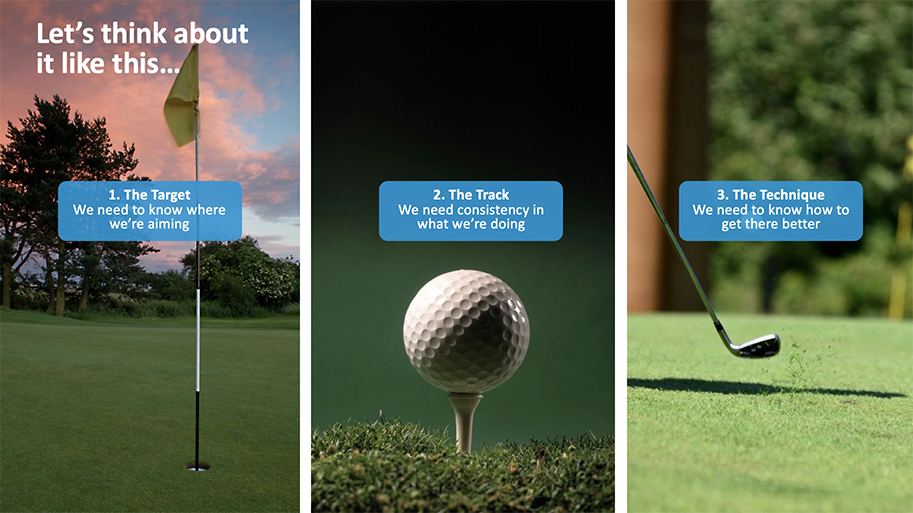 Let's think about
it like this...
1. The Target
We need to know where
we're aiming
2. The Track
We need consistency in
what we're doing
3. The Technique
We need to know how to
get there better